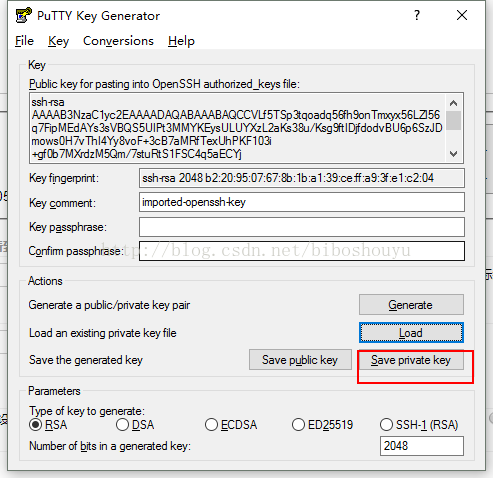 PuTTY Key Generator
?
File Key Conversions Help
Key
Public key for pasting into OpenSSH authorized_keys file:
ssh-rsa
AAAAB3NzaC1yc2EAAAADAQABAAABAQCCVLf5TSp3tqoadq56fh9onTmxyx56LZI56
q7FipMEdAYs3sVBQS5UIPt3MMYKEysULUYXzL2aKs38u/Ksg9ftIDjfdodvBU6p6SzJD
mows0H7vThI4Yy8voF+3cB7aMRfTexUhPKF103i
+gf0b7MXrdzM5Qm/7stuRtS1FSC4q5aECYj
Key fingerprint: ssh-rsa 2048 b2:20:95:07:67:8b:1b:a1:39:ce:ff:a9:3f:e1:c2:04
Key comment: imported-openssh-key
Key passphrase:
Confirm passphrase:
http://blog.csdn.net/biboshouyu
Actions
Generate a public/private key pair Generate
Load an existing private key file Load
Save the generated key Save public key Save private key
Parameters
Type of key to generate:
RSA DSA ECDSA ED25519 SSH-1 (RSA)
Number of bits in a generated key: 2048